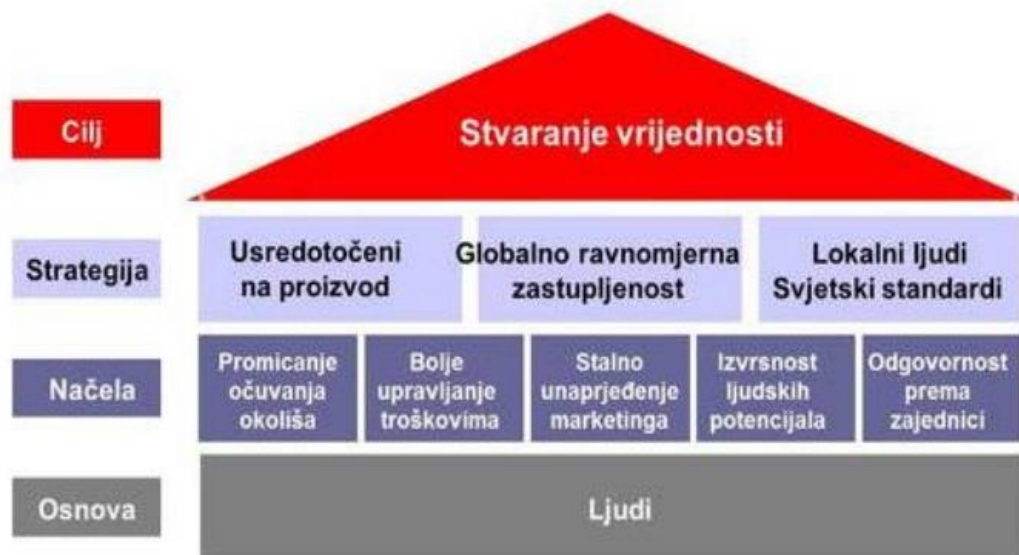 Cilj
Stvaranje vrijednosti
Strategija
Usredotočeni
na proizvod
Globalno ravnomjerna
zastupljenost
Lokalni ljudi
Svjetski standardi
Načela
Promicanje
očuvanja
okoliša
Bolje
upravljanje
troškovima
Stalno
unaprjeđenje
marketinga
Izvrsnost
ljudskih
potencijala
Odgovornost
prema
zajednici
Osnova
Ljudi